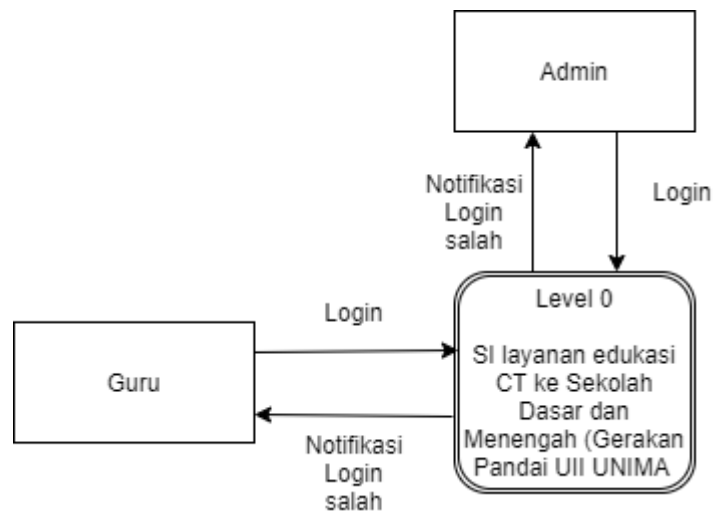 Admin
Notifikasi
Login
salah
Login
Level 0
SI layanan edukasi
CT ke Sekolah
Dasar dan
Menengah (Gerakan
Pandai UII UNIMA
Login
Guru
Notifikasi
Login
salah